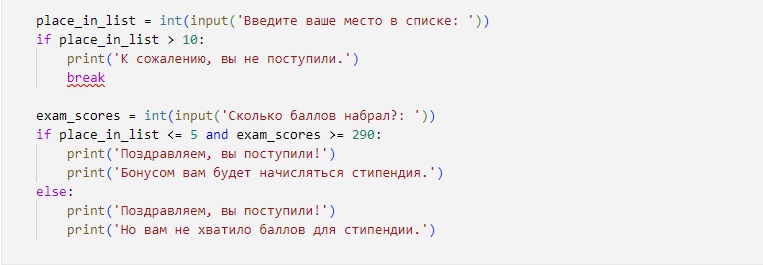 place_in_list = int(input('Введите ваше место в списке: '))
if place_in_list > 10:
    print('К сожалению, вы не поступили.')
    break

exam_scores = int(input('Сколько баллов набрал?: '))
if place_in_list <= 5 and exam_scores >= 290:
    print('Поздравляем, вы поступили!')
    print('Бонусом вам будет начисляться стипендия.')
else:
    print('Поздравляем, вы поступили!')
    print('Но вам не хватило баллов для стипендии.')